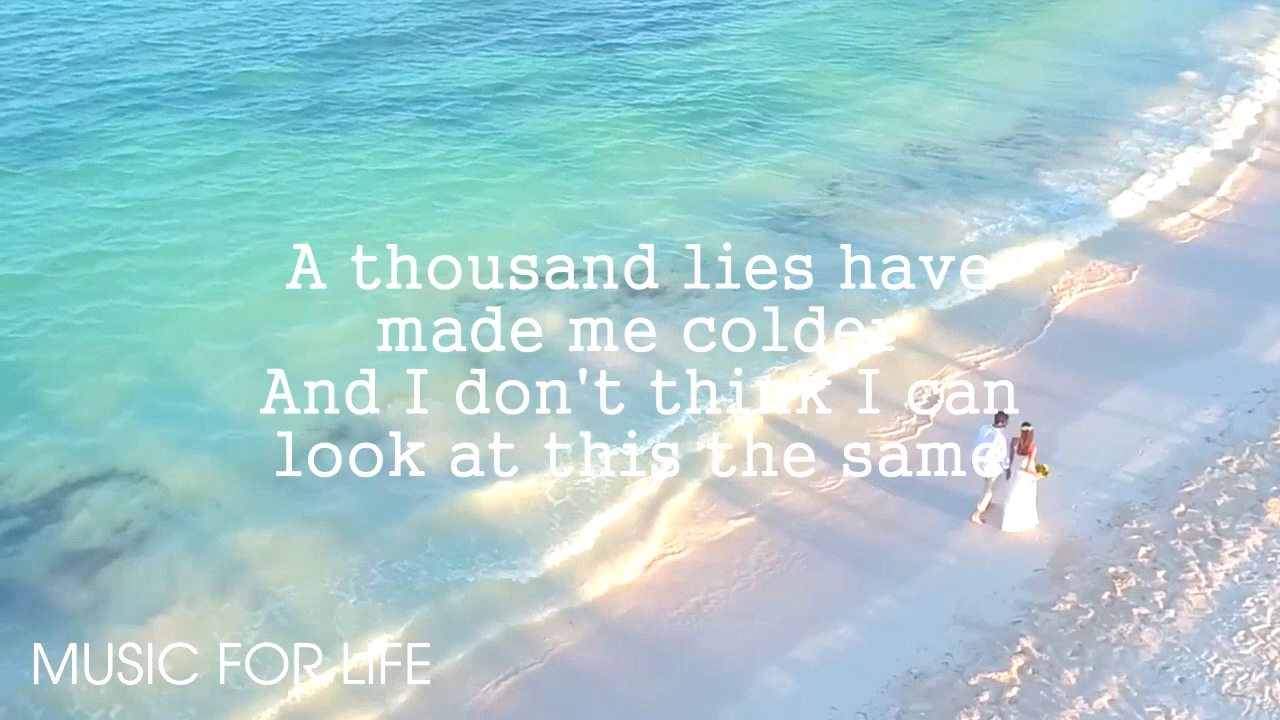 A thousand lies have
made me colder
And I don't think I can
look at this the same
MUSIC FOR LIFE